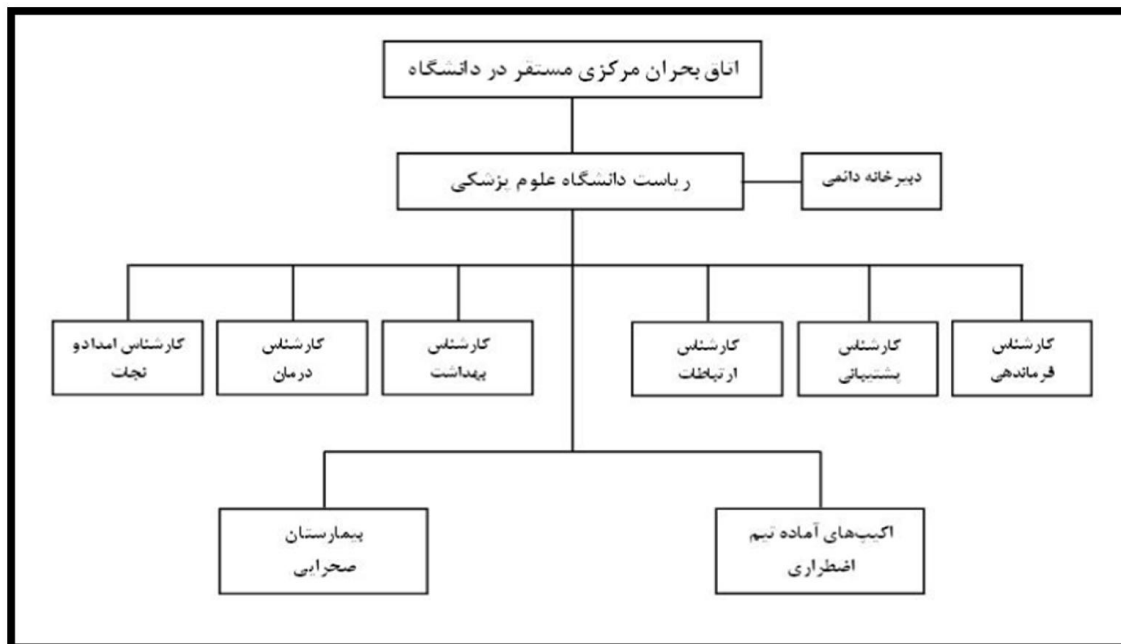 اتاق بحران مرکزی مستقر در دانشگاه
ریاست دانشگاه علوم پزشکی
دبیرخانه دائمی
کارشناس
فرماندهی
کارشناس
پشتیبانی
کارشناس
ارتباطات
کارشناس
بهداشت
کارشناس
درمان
کارشناس امدادو
نجات
اکیپ‌های آماده تیم
اضطراری
بیمارستان
صحرایی